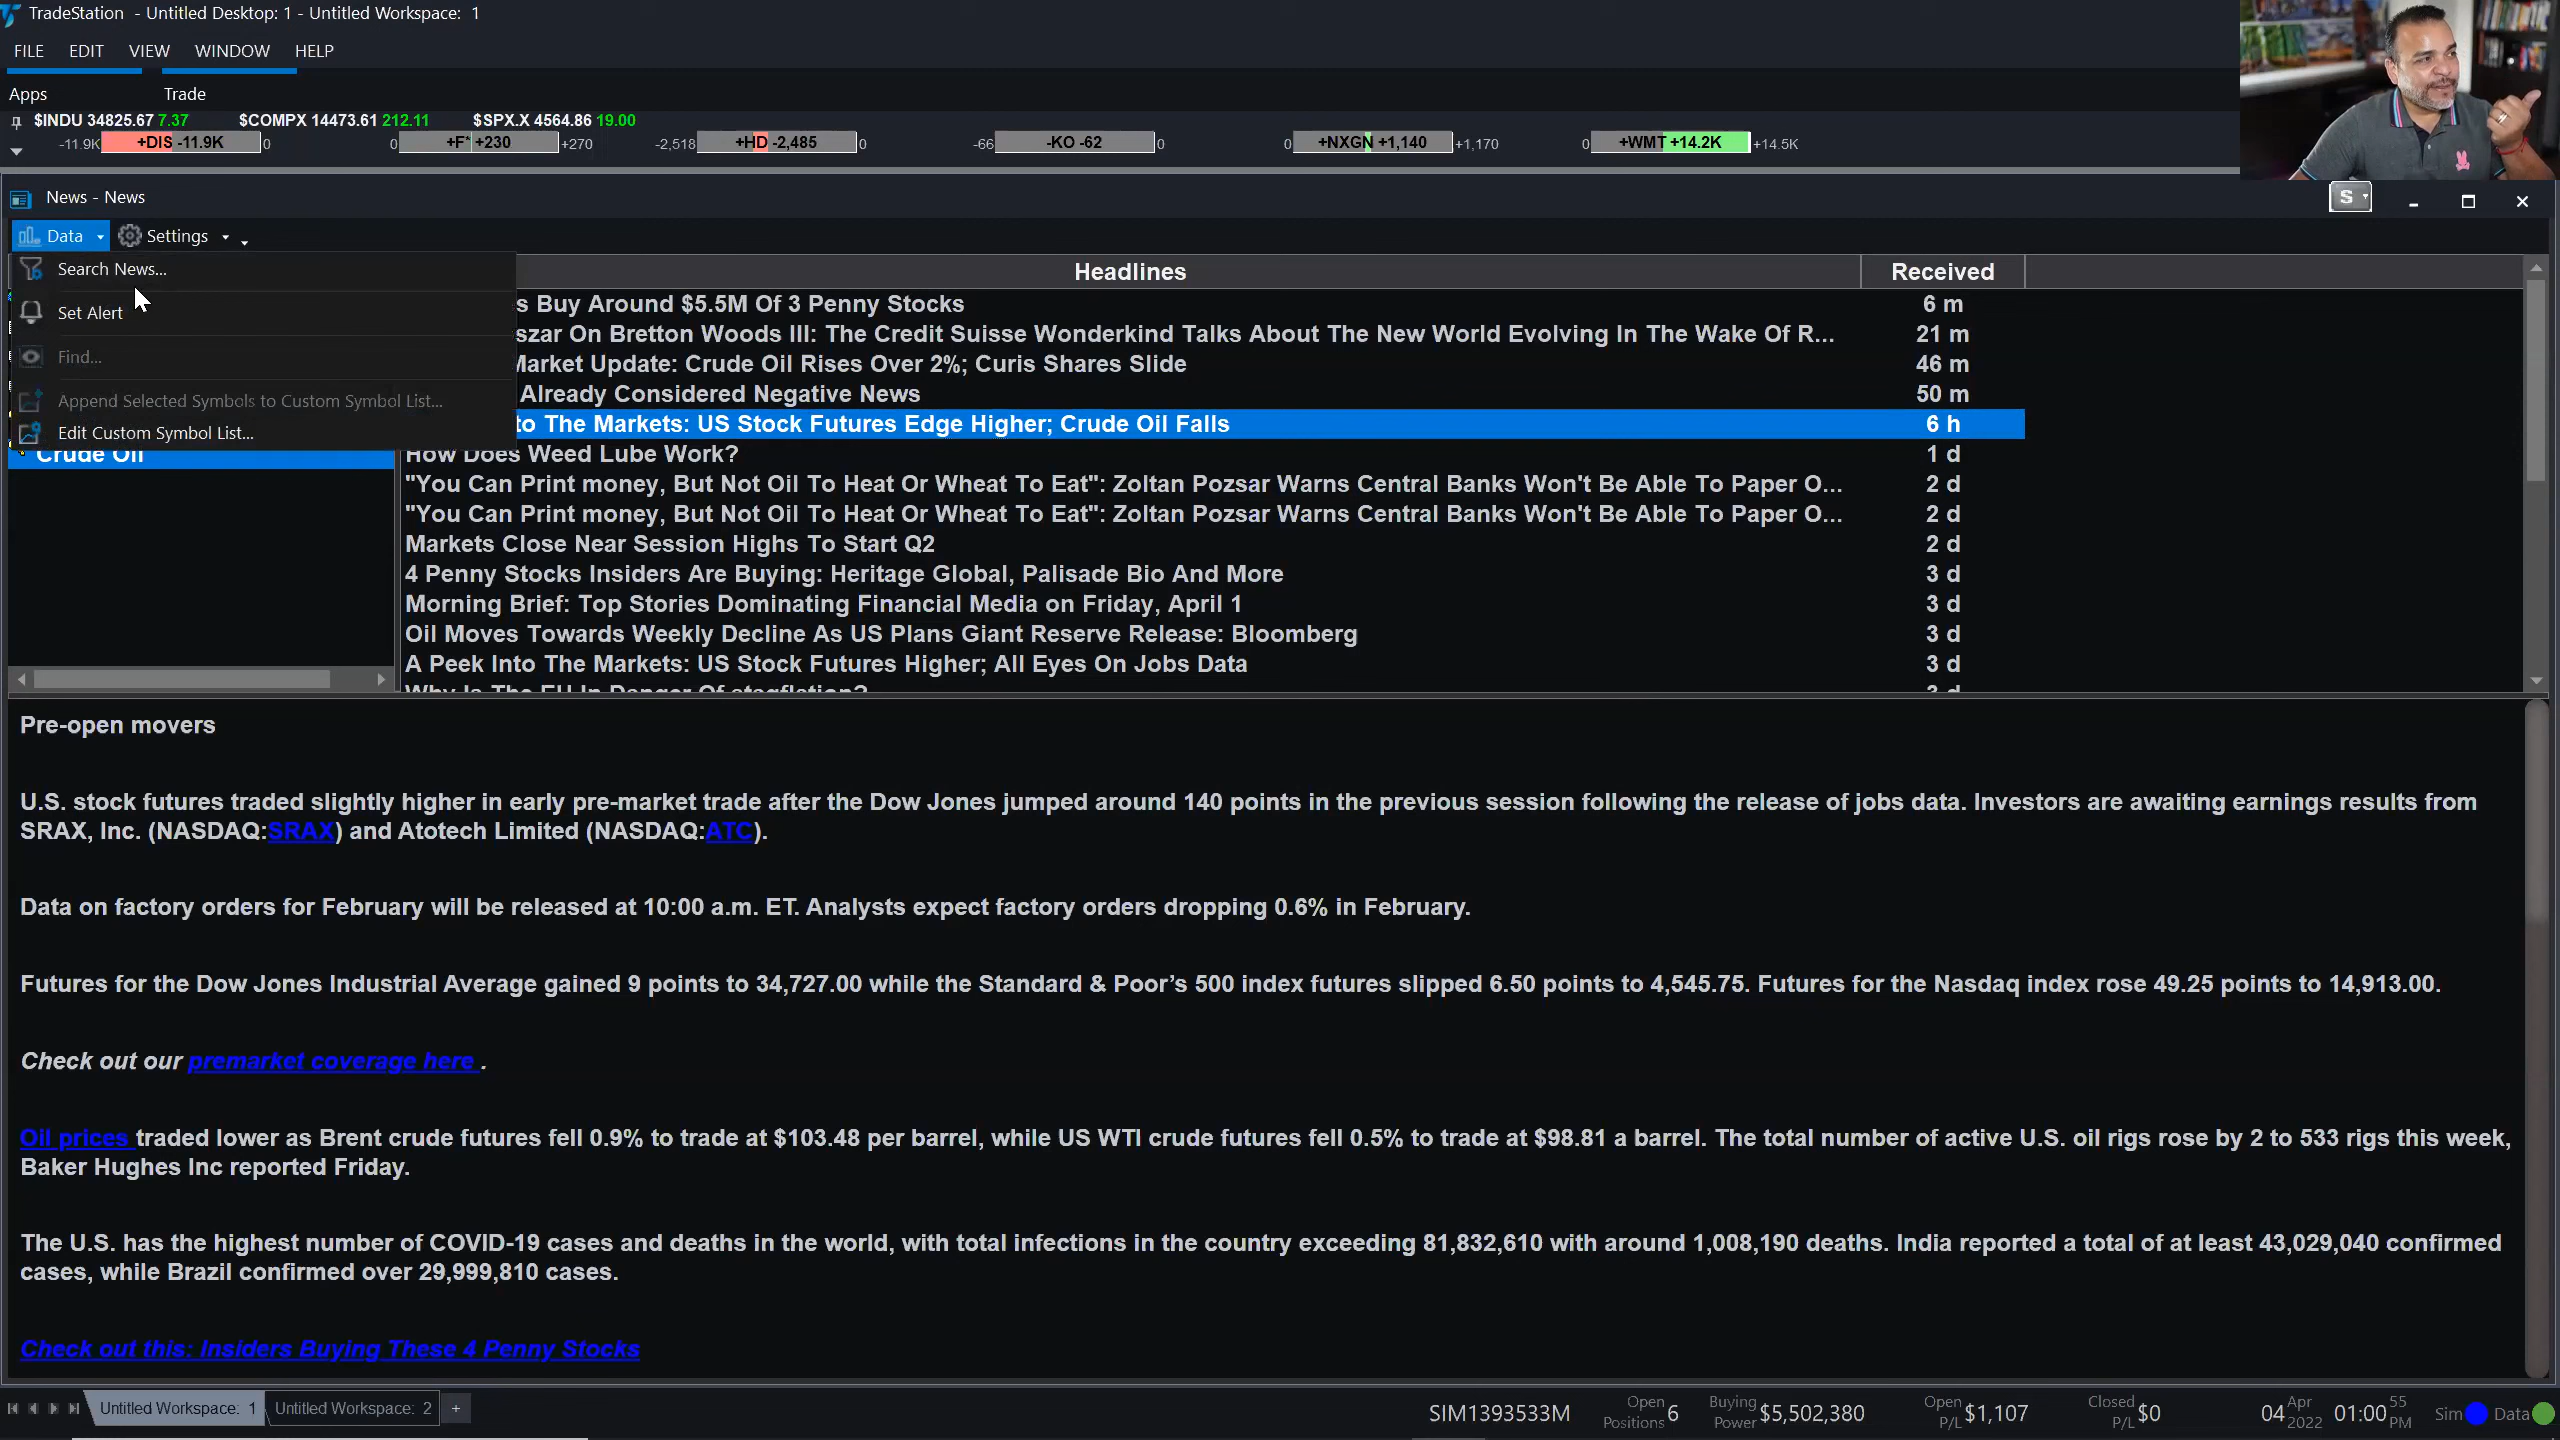 TradeStation - Untitled Desktop: 1 - Untitled Workspace: 1
FILE EDIT VIEW WINDOW HELP
Apps Trade
$INDU 34825.67 7.37 $COMPX 14473.61 212.11 $SPX.X 4564.86 19.00
-11.9K +DIS -11.9K 0 0 +F* +230 +270 -2,518 +HD -2,485 0 -66 -KO -62 0 0 +NXGN +1,140 +1,170 0 +WMT +14.2K +14.5K
News - News
S
Data Settings
Search News...
Set Alert
Find...
Append Selected Symbols to Custom Symbol List...
Edit Custom Symbol List...
Crude Oil
Headlines Received
s Buy Around $5.5M Of 3 Penny Stocks 6 m
szar On Bretton Woods III: The Credit Suisse Wonderkind Talks About The New World Evolving In The Wake Of R... 21 m
Market Update: Crude Oil Rises Over 2%; Curis Shares Slide 46 m
Already Considered Negative News 50 m
to The Markets: US Stock Futures Edge Higher; Crude Oil Falls 6 h
How Does Weed Lube Work? 1 d
"You Can Print money, But Not Oil To Heat Or Wheat To Eat": Zoltan Pozsar Warns Central Banks Won't Be Able To Paper O... 2 d
"You Can Print money, But Not Oil To Heat Or Wheat To Eat": Zoltan Pozsar Warns Central Banks Won't Be Able To Paper O... 2 d
Markets Close Near Session Highs To Start Q2 2 d
4 Penny Stocks Insiders Are Buying: Heritage Global, Palisade Bio And More 3 d
Morning Brief: Top Stories Dominating Financial Media on Friday, April 1 3 d
Oil Moves Towards Weekly Decline As US Plans Giant Reserve Release: Bloomberg 3 d
A Peek Into The Markets: US Stock Futures Higher; All Eyes On Jobs Data 3 d
Why Is The EU In Danger Of stagflation? 3 d
Pre-open movers
U.S. stock futures traded slightly higher in early pre-market trade after the Dow Jones jumped around 140 points in the previous session following the release of jobs data. Investors are awaiting earnings results from
SRAX, Inc. (NASDAQ:SRAX) and Atotech Limited (NASDAQ:ATC).
Data on factory orders for February will be released at 10:00 a.m. ET. Analysts expect factory orders dropping 0.6% in February.
Futures for the Dow Jones Industrial Average gained 9 points to 34,727.00 while the Standard & Poor’s 500 index futures slipped 6.50 points to 4,545.75. Futures for the Nasdaq index rose 49.25 points to 14,913.00.
Check out our premarket coverage here .
Oil prices traded lower as Brent crude futures fell 0.9% to trade at $103.48 per barrel, while US WTI crude futures fell 0.5% to trade at $98.81 a barrel. The total number of active U.S. oil rigs rose by 2 to 533 rigs this week,
Baker Hughes Inc reported Friday.
The U.S. has the highest number of COVID-19 cases and deaths in the world, with total infections in the country exceeding 81,832,610 with around 1,008,190 deaths. India reported a total of at least 43,029,040 confirmed
cases, while Brazil confirmed over 29,999,810 cases.
Check out this: Insiders Buying These 4 Penny Stocks
Untitled Workspace: 1 Untitled Workspace: 2 + SIM1393533M Open Positions 6 Buying Power $5,502,380 Open P/L $1,107 Closed P/L $0 04 Apr 2022 01:00 55 PM Sim Data